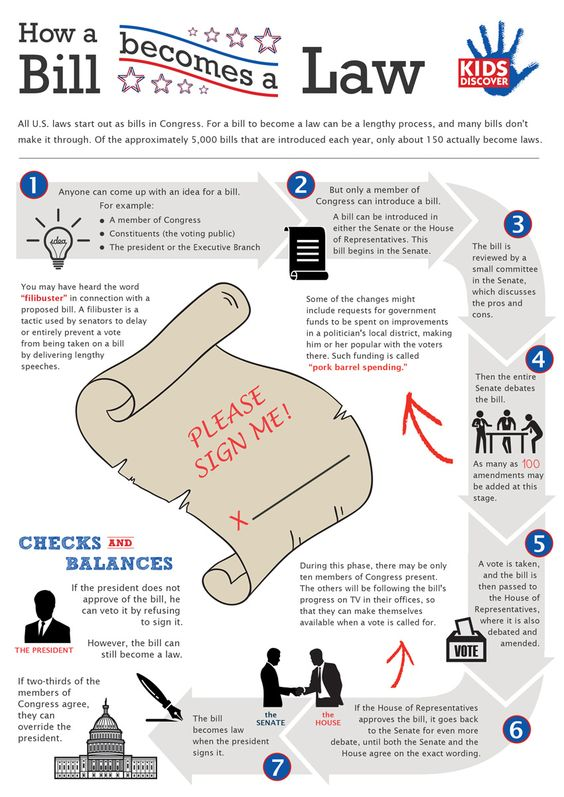 How a
Bill
becomes a
Law
KIDS
DISCOVER
All U.S. laws start out as bills in Congress. For a bill to become a law can be a lengthy process, and many bills don't
make it through. Of the approximately 5,000 bills that are introduced each year, only about 150 actually become laws.
1
Anyone can come up with an idea for a bill.
For example:
• A member of Congress
• Constituents (the voting public)
• The president or the Executive Branch
idea
2
But only a member of
Congress can introduce a bill.
A bill can be introduced in
either the Senate or the House
of Representatives. This
bill begins in the Senate.
3
The bill is
reviewed by a
small committee
in the Senate,
which discusses
the pros and
cons.
You may have heard the word
"filibuster" in connection with a
proposed bill. A filibuster is a
tactic used by senators to delay
or entirely prevent a vote
from being taken on a bill
by delivering lengthy
speeches.
Some of the changes might
include requests for government
funds to be spent on improvements
in a politician's local district, making
him or her popular with the voters
there. Such funding is called
"pork barrel spending."
4
Then the entire
Senate debates
the bill.
As many as 100
amendments may
be added at this
stage.
PLEASE
SIGN ME!
X
5
A vote is taken,
and the bill is
then passed to
the House of
Representatives,
where it is also
debated and
amended.
VOTE
CHECKS AND
BALANCES
If the president does not
approve of the bill, he
can veto it by refusing
to sign it.
However, the bill can
still become a law.
THE PRESIDENT
If two-thirds of the
members of
Congress agree,
they can
override the
president.
During this phase, there may be only
ten members of Congress present.
The others will be following the bill's
progress on TV in their offices, so
that they can make themselves
available when a vote is called for.
6
If the House of Representatives
approves the bill, it goes back
to the Senate for even more
debate, until both the Senate and the
House agree on the exact wording.
the
SENATE
the
HOUSE
7
The bill
becomes law
when the president
signs it.